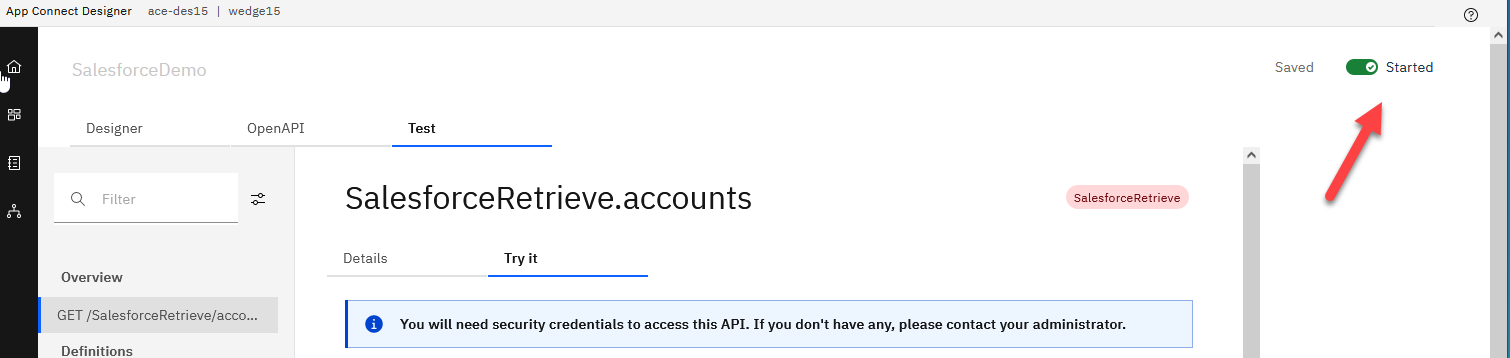 App Connect Designer ace-des15 | wedge15
SalesforceDemo
Saved
Started
Designer
OpenAPI
Test
Filter
SalesforceRetrieve.accounts
SalesforceRetrieve
Details
Try it
Overview
GET /SalesforceRetrieve/acco...
Definitions
You will need security credentials to access this API. If you don't have any, please contact your administrator.